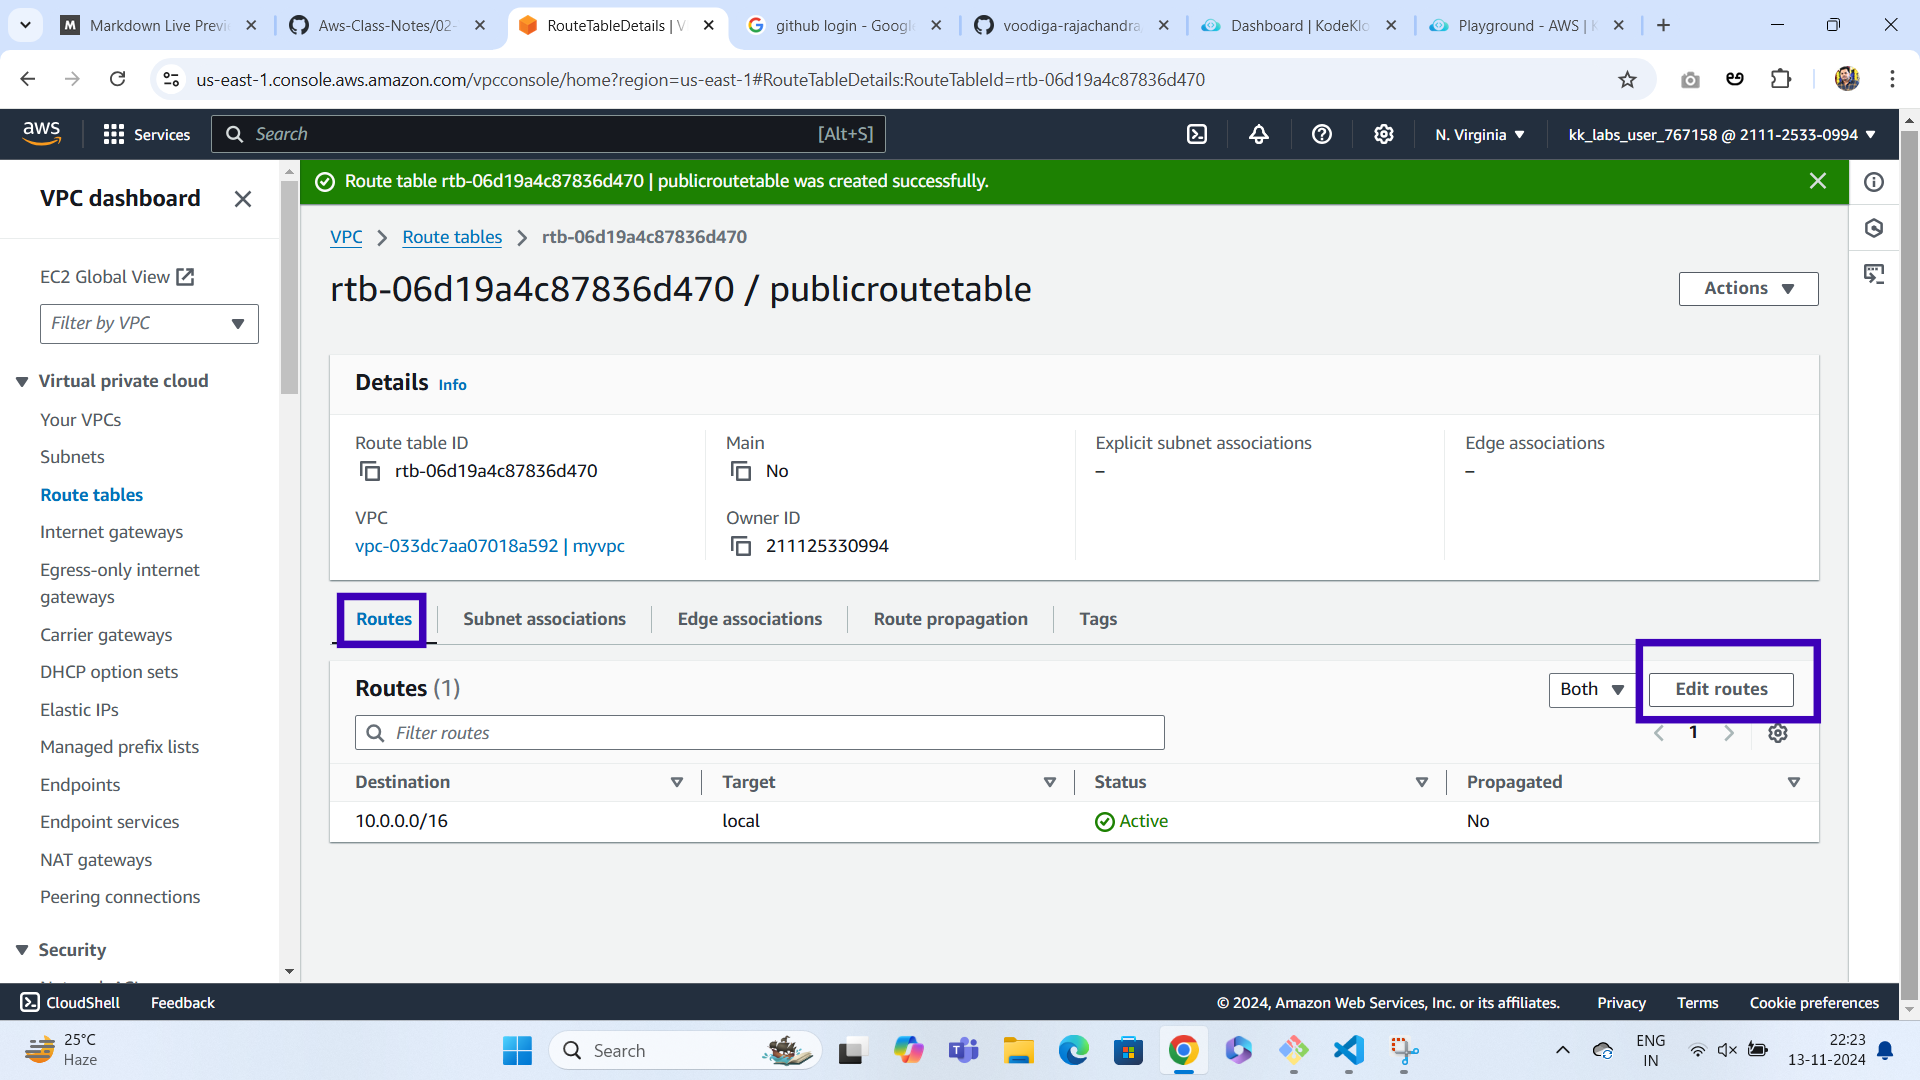 Markdown Live Previ
Aws-Class-Notes/02-
RouteTableDetails | V
github login - Googl
voodiga-rajachandra
Dashboard | KodeKlo
Playground - AWS | K
us-east-1.console.aws.amazon.com/vpcconsole/home?region=us-east-1#RouteTableDetails:RouteTableId=rtb-06d19a4c87836d470
aws
Services
Search
[Alt+S]
N. Virginia
kk_labs_user_767158 @ 2111-2533-0994
VPC dashboard
EC2 Global View
Filter by VPC
Virtual private cloud
Your VPCs
Subnets
Route tables
Internet gateways
Egress-only internet
gateways
Carrier gateways
DHCP option sets
Elastic IPs
Managed prefix lists
Endpoints
Endpoint services
NAT gateways
Peering connections
Security
Route table rtb-06d19a4c87836d470 | publicroutetable was created successfully.
VPC
Route tables
rtb-06d19a4c87836d470
rtb-06d19a4c87836d470 / publicroutetable
Actions
Details Info
Route table ID
rtb-06d19a4c87836d470
Main
No
Explicit subnet associations
–
Edge associations
–
VPC
vpc-033dc7aa07018a592 | myvpc
Owner ID
211125330994
Routes
Subnet associations
Edge associations
Route propagation
Tags
Routes (1)
Both
Edit routes
Filter routes
1
Destination
Target
Status
Propagated
10.0.0.0/16
local
Active
No
CloudShell
Feedback
© 2024, Amazon Web Services, Inc. or its affiliates.
Privacy
Terms
Cookie preferences
25°C
Haze
Search
ENG
IN
22:23
13-11-2024